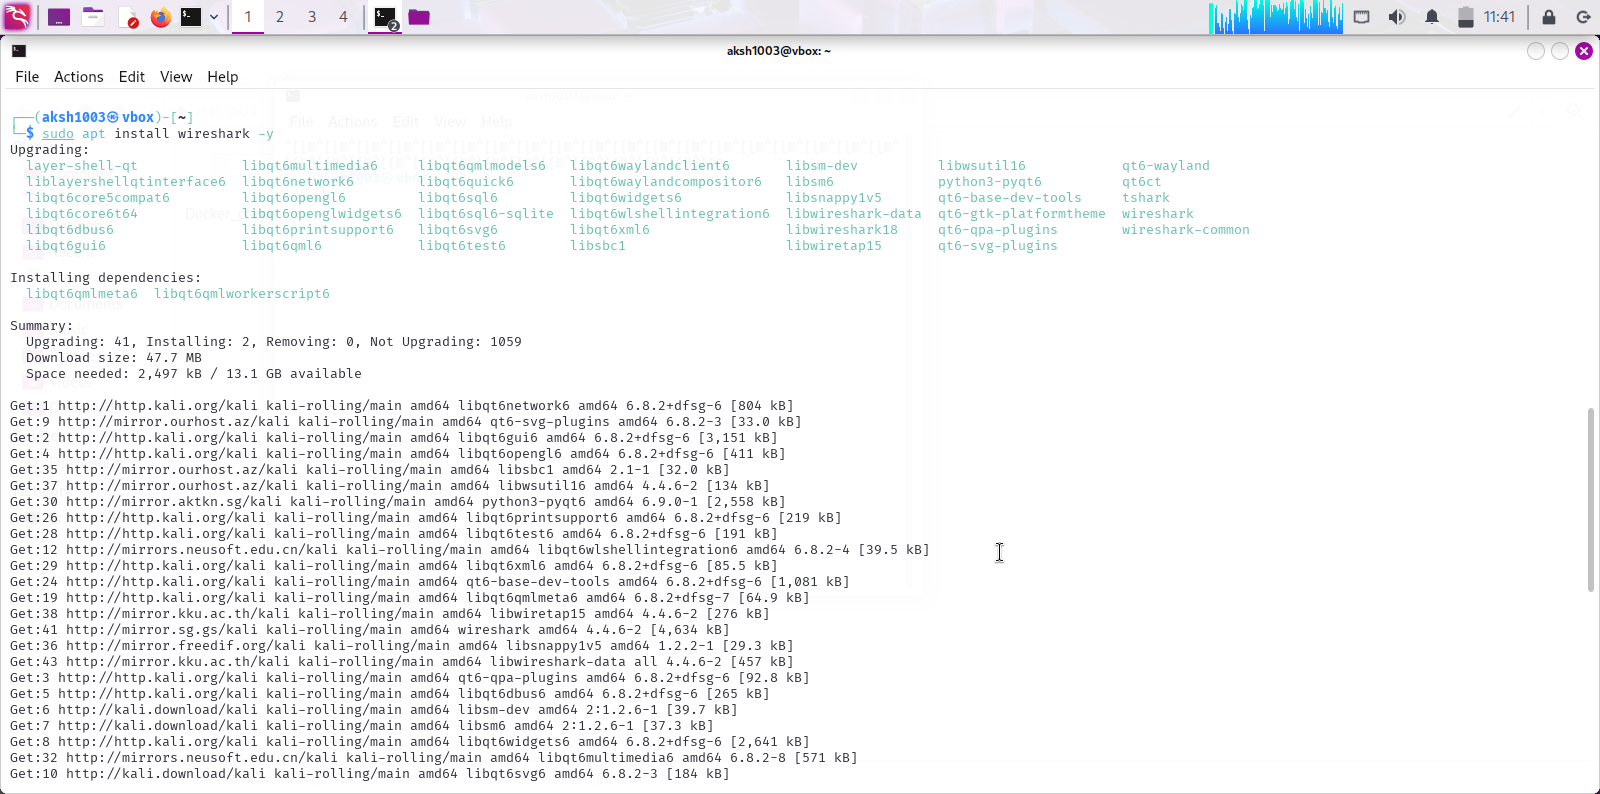 1 2 3 4 2 11:41
aksh1003@vbox: ~
File Actions Edit View Help
┌──(aksh1003㉿vbox)-[~]
└─$ sudo apt install wireshark -y
Upgrading:
layer-shell-qt libqt6multimedia6 libqt6qmlmodels6 libqt6waylandclient6 libsm-dev libwsutil16 qt6-wayland
liblayershellqtinterface6 libqt6network6 libqt6quick6 libqt6waylandcompositor6 libsm6 python3-pyqt6 qt6ct
libqt6core5compat6 libqt6opengl6 libqt6sql6 libqt6widgets6 libsnappy1v5 qt6-base-dev-tools tshark
libqt6core6t64 libqt6openglwidgets6 libqt6sql6-sqlite libqt6wlshellintegration6 libwireshark-data qt6-gtk-platformtheme wireshark
libqt6dbus6 libqt6printsupport6 libqt6svg6 libqt6xml6 libwireshark18 qt6-qpa-plugins wireshark-common
libqt6gui6 libqt6qml6 libqt6test6 libsbc1 libwiretap15 qt6-svg-plugins
Installing dependencies:
libqt6qmlmeta6 libqt6qmlworkerscript6
Summary:
Upgrading: 41, Installing: 2, Removing: 0, Not Upgrading: 1059
Download size: 47.7 MB
Space needed: 2,497 kB / 13.1 GB available
Get:1 http://http.kali.org/kali kali-rolling/main amd64 libqt6network6 amd64 6.8.2+dfsg-6 [804 kB]
Get:9 http://mirror.ourhost.az/kali kali-rolling/main amd64 qt6-svg-plugins amd64 6.8.2-3 [33.0 kB]
Get:2 http://http.kali.org/kali kali-rolling/main amd64 libqt6gui6 amd64 6.8.2+dfsg-6 [3,151 kB]
Get:4 http://http.kali.org/kali kali-rolling/main amd64 libqt6opengl6 amd64 6.8.2+dfsg-6 [411 kB]
Get:35 http://mirror.ourhost.az/kali kali-rolling/main amd64 libsbc1 amd64 2.1-1 [32.0 kB]
Get:37 http://mirror.ourhost.az/kali kali-rolling/main amd64 libwsutil16 amd64 4.4.6-2 [134 kB]
Get:30 http://mirror.aktkn.sg/kali kali-rolling/main amd64 python3-pyqt6 amd64 6.9.0-1 [2,558 kB]
Get:26 http://http.kali.org/kali kali-rolling/main amd64 libqt6printsupport6 amd64 6.8.2+dfsg-6 [219 kB]
Get:28 http://http.kali.org/kali kali-rolling/main amd64 libqt6test6 amd64 6.8.2+dfsg-6 [191 kB]
Get:12 http://mirrors.neusoft.edu.cn/kali kali-rolling/main amd64 libqt6wlshellintegration6 amd64 6.8.2-4 [39.5 kB]
Get:29 http://http.kali.org/kali kali-rolling/main amd64 libqt6xml6 amd64 6.8.2+dfsg-6 [85.5 kB]
Get:24 http://http.kali.org/kali kali-rolling/main amd64 qt6-base-dev-tools amd64 6.8.2+dfsg-6 [1,081 kB]
Get:19 http://http.kali.org/kali kali-rolling/main amd64 libqt6qmlmeta6 amd64 6.8.2+dfsg-7 [64.9 kB]
Get:38 http://mirror.kku.ac.th/kali kali-rolling/main amd64 libwiretap15 amd64 4.4.6-2 [276 kB]
Get:41 http://mirror.sg.gs/kali kali-rolling/main amd64 wireshark amd64 4.4.6-2 [4,634 kB]
Get:36 http://mirror.freedif.org/kali kali-rolling/main amd64 libsnappy1v5 amd64 1.2.2-1 [29.3 kB]
Get:43 http://mirror.kku.ac.th/kali kali-rolling/main amd64 libwireshark-data all 4.4.6-2 [457 kB]
Get:3 http://http.kali.org/kali kali-rolling/main amd64 qt6-qpa-plugins amd64 6.8.2+dfsg-6 [92.8 kB]
Get:5 http://http.kali.org/kali kali-rolling/main amd64 libqt6dbus6 amd64 6.8.2+dfsg-6 [265 kB]
Get:6 http://kali.download/kali kali-rolling/main amd64 libsm-dev amd64 2:1.2.6-1 [39.7 kB]
Get:7 http://kali.download/kali kali-rolling/main amd64 libsm6 amd64 2:1.2.6-1 [37.3 kB]
Get:8 http://http.kali.org/kali kali-rolling/main amd64 libqt6widgets6 amd64 6.8.2+dfsg-6 [2,641 kB]
Get:32 http://mirrors.neusoft.edu.cn/kali kali-rolling/main amd64 libqt6multimedia6 amd64 6.8.2-8 [571 kB]
Get:10 http://kali.download/kali kali-rolling/main amd64 libqt6svg6 amd64 6.8.2-3 [184 kB]